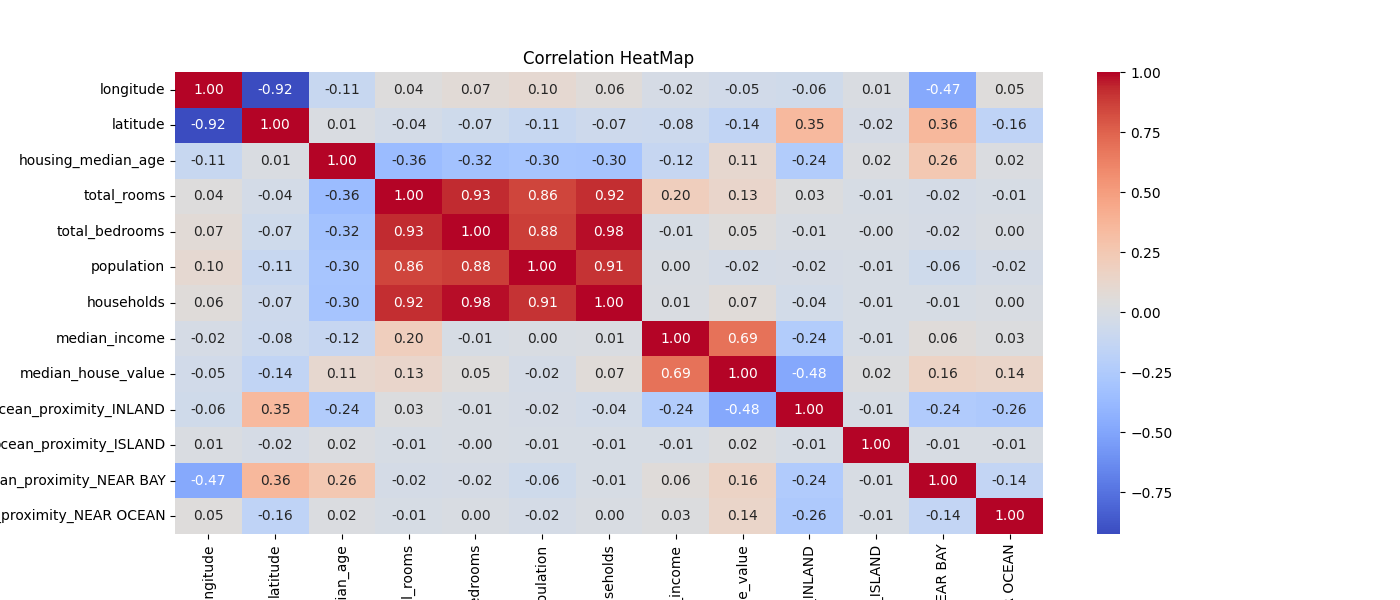 Correlation HeatMap
longitude 1.00 -0.92 -0.11 0.04 0.07 0.10 0.06 -0.02 -0.05 -0.06 0.01 -0.47 0.05
latitude -0.92 1.00 0.01 -0.04 -0.07 -0.11 -0.07 -0.08 -0.14 0.35 -0.02 0.36 -0.16
housing_median_age -0.11 0.01 1.00 -0.36 -0.32 -0.30 -0.30 -0.12 0.11 -0.24 0.02 0.26 0.02
total_rooms 0.04 -0.04 -0.36 1.00 0.93 0.86 0.92 0.20 0.13 0.03 -0.01 -0.02 -0.01
total_bedrooms 0.07 -0.07 -0.32 0.93 1.00 0.88 0.98 -0.01 0.05 -0.01 -0.00 -0.02 0.00
population 0.10 -0.11 -0.30 0.86 0.88 1.00 0.91 0.00 -0.02 -0.02 -0.01 -0.06 -0.02
households 0.06 -0.07 -0.30 0.92 0.98 0.91 1.00 0.01 0.07 -0.04 -0.01 -0.01 0.00
median_income -0.02 -0.08 -0.12 0.20 -0.01 0.00 0.01 1.00 0.69 -0.24 -0.01 0.06 0.03
median_house_value -0.05 -0.14 0.11 0.13 0.05 -0.02 0.07 0.69 1.00 -0.48 0.02 0.16 0.14
cean_proximity_INLAND -0.06 0.35 -0.24 0.03 -0.01 -0.02 -0.04 -0.24 -0.48 1.00 -0.01 -0.24 -0.26
ocean_proximity_ISLAND 0.01 -0.02 0.02 -0.01 -0.00 -0.01 -0.01 -0.01 0.02 -0.01 1.00 -0.01 -0.01
an_proximity_NEAR BAY -0.47 0.36 0.26 -0.02 -0.02 -0.06 -0.01 0.06 0.16 -0.24 -0.01 1.00 -0.14
_proximity_NEAR OCEAN 0.05 -0.16 0.02 -0.01 0.00 -0.02 0.00 0.03 0.14 -0.26 -0.01 -0.14 1.00
ngitude
latitude
ian_age
l_rooms
edrooms
pulation
seholds
_income
e_value
_INLAND
_ISLAND
EAR BAY
OCEAN
1.00
0.75
0.50
0.25
0.00
−0.25
−0.50
−0.75